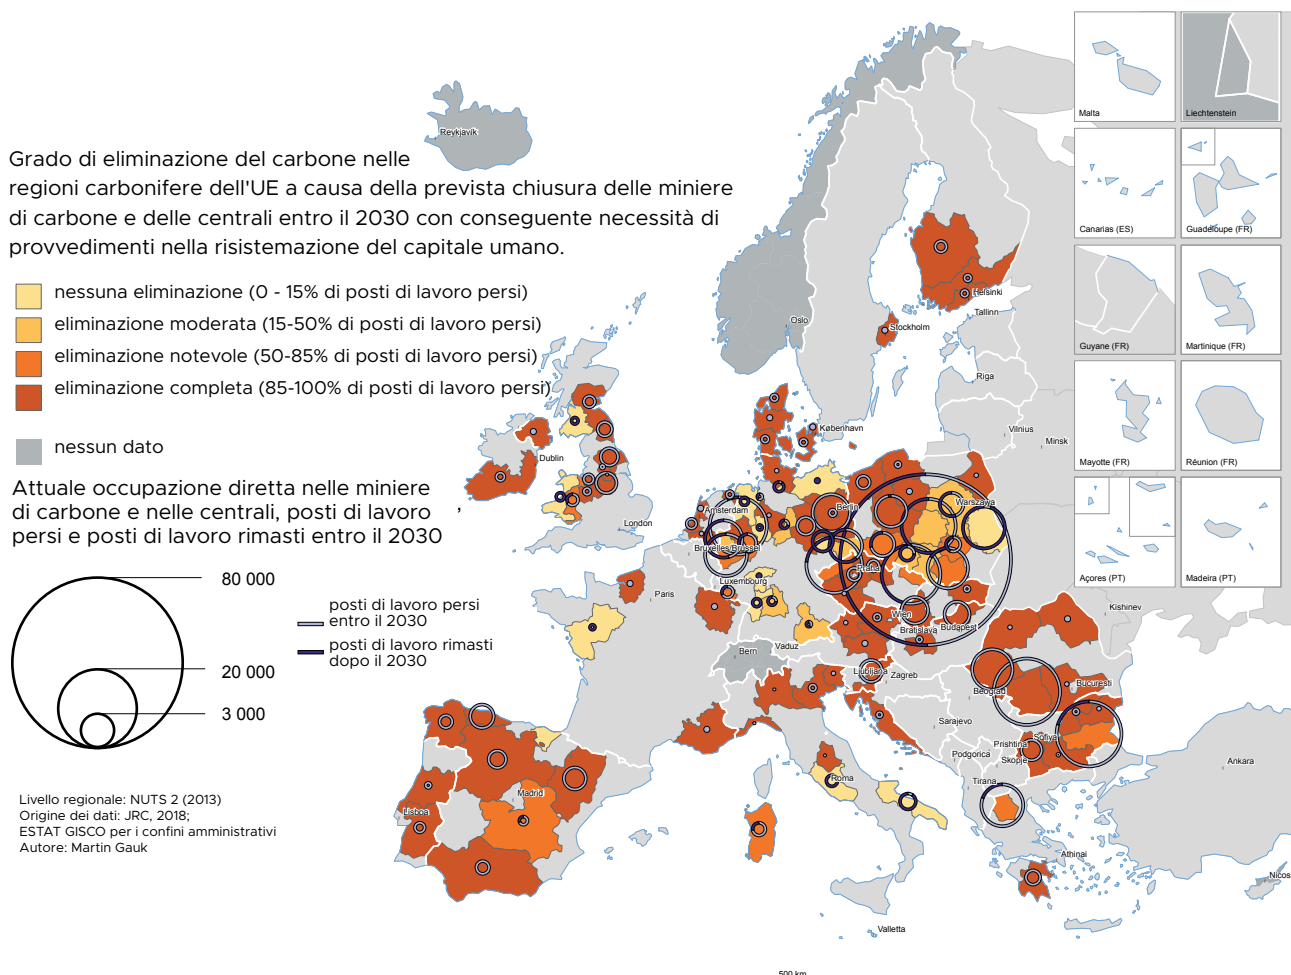 Grado di eliminazione del carbone nelle
regioni carbonifere dell'UE a causa della prevista chiusura delle miniere
di carbone e delle centrali entro il 2030 con conseguente necessità di
provvedimenti nella risistemazione del capitale umano.
nessuna eliminazione (0 - 15% di posti di lavoro persi)
eliminazione moderata (15-50% di posti di lavoro persi)
eliminazione notevole (50-85% di posti di lavoro persi)
eliminazione completa (85-100% di posti di lavoro persi)
nessun dato
Attuale occupazione diretta nelle miniere
di carbone e nelle centrali, posti di lavoro
persi e posti di lavoro rimasti entro il 2030
80 000
20 000
3 000
posti di lavoro persi
entro il 2030
posti di lavoro rimasti
dopo il 2030
Livello regionale: NUTS 2 (2013)
Origine dei dati: JRC, 2018;
ESTAT GISCO per i confini amministrativi
Autore: Martin Gauk
Reykjavík
Oslo
Helsinki
Tallinn
Stockholm
Riga
København
Vilnius
Minsk
Dublin
London
Amsterdam
Berlin
Warszawa
Bruxelles/Brussel
Luxembourg
Praha
Paris
Wien
Bratislava
Budapest
Kishinev
Bern
Vaduz
Ljubljana
Zagreb
Beograd
Bucuresti
Sarajevo
Prishtina
Sofiya
Podgorica
Skopje
Tirana
Roma
Madrid
Lisboa
Ankara
Athinai
Nicos
Valletta
500 km
Malta
Liechtenstein
Canarias (ES)
Guadeloupe (FR)
Guyane (FR)
Martinique (FR)
Mayotte (FR)
Réunion (FR)
Açores (PT)
Madeira (PT)